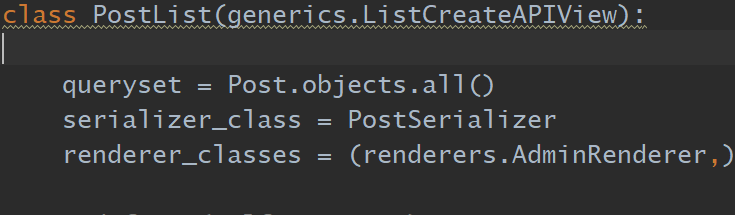 class PostList(generics.ListCreateAPIView):
queryset = Post.objects.all()
serializer_class = PostSerializer
renderer_classes = (renderers.AdminRenderer,)